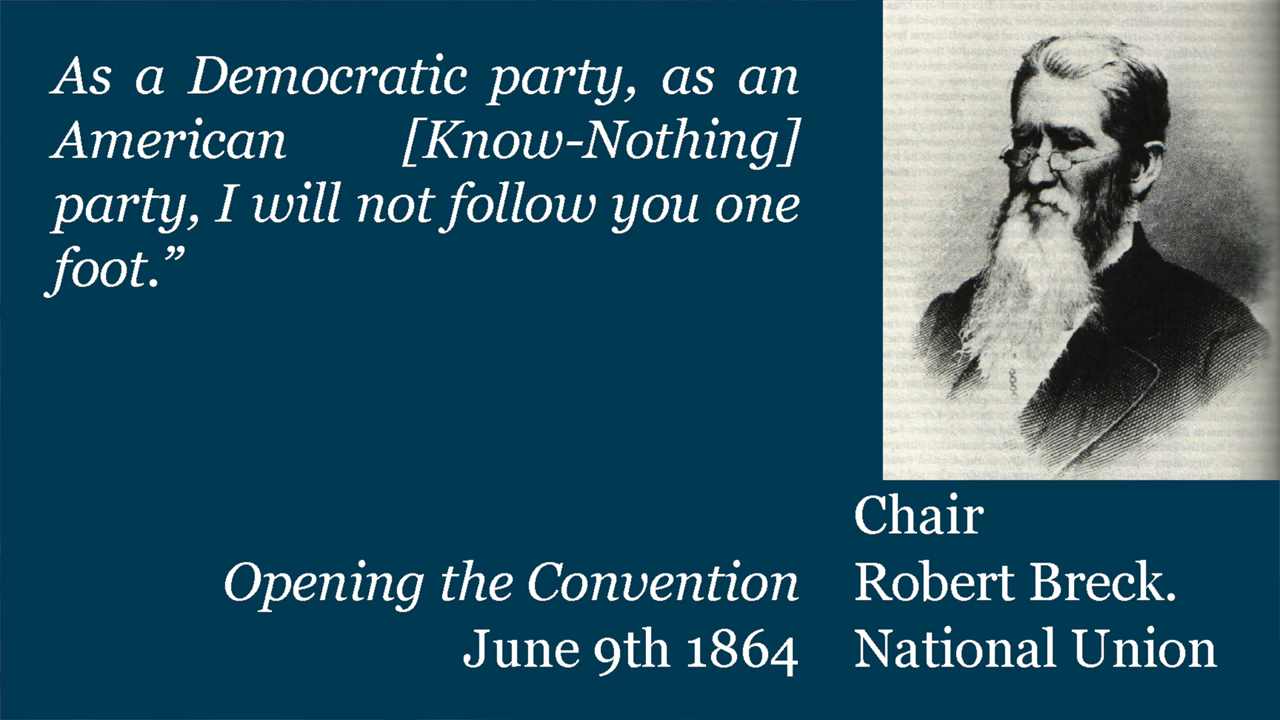 As a Democratic party, as an
American [Know-Nothing]
party, I will not follow you one
foot.”
Opening the Convention
June 9th 1864
Chair
Robert Breck.
National Union